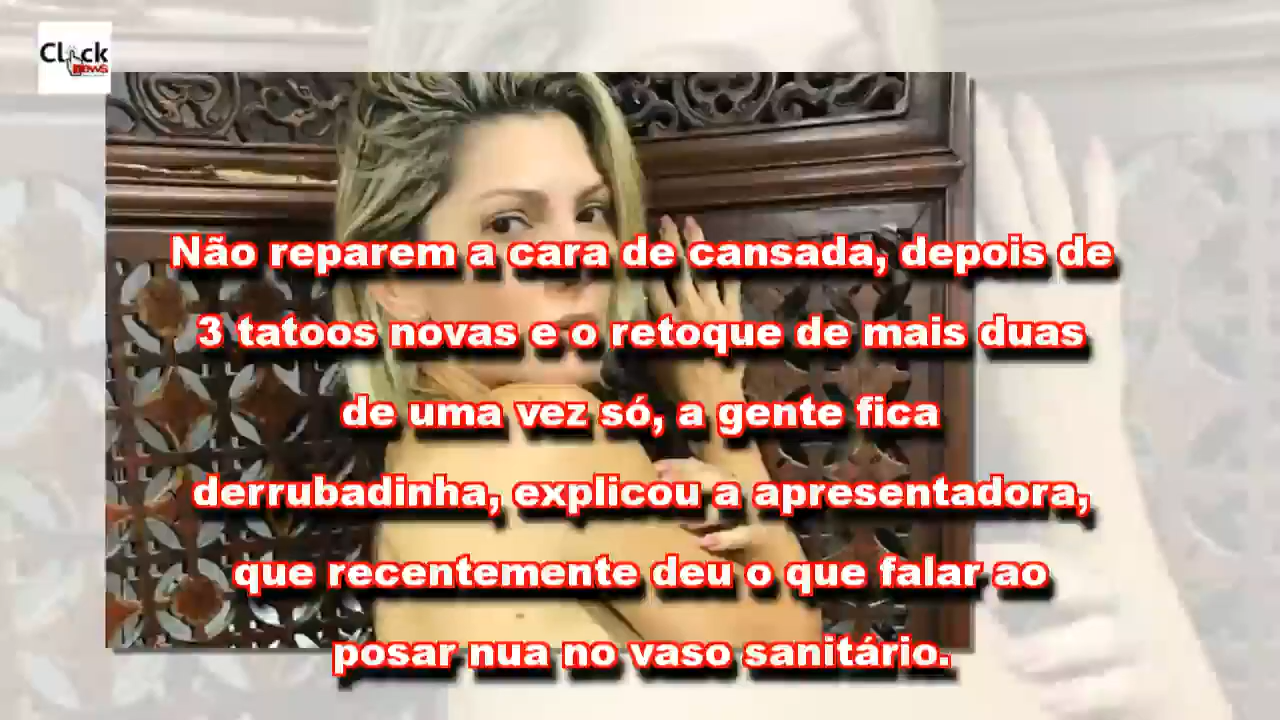 Click
news
Não reparem a cara de cansada, depois de
3 tatoos novas e o retoque de mais duas
de uma vez só, a gente fica
derrubadinha, explicou a apresentadora,
que recentemente deu o que falar ao
posar nua no vaso sanitário.